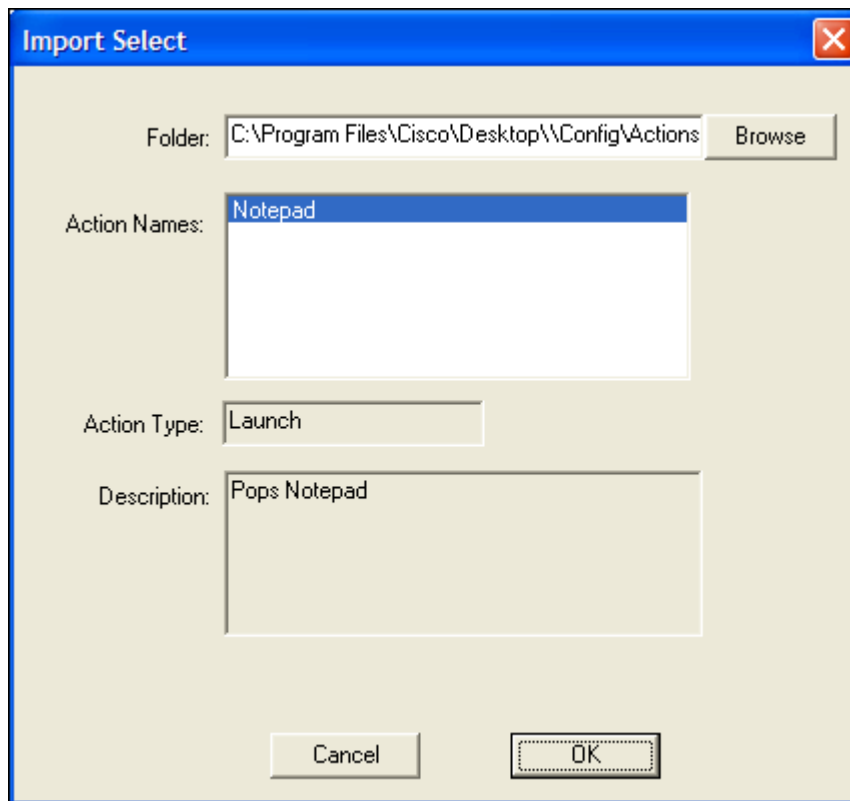 Import Select
Folder: C:\Program Files\Cisco\Desktop\\Config\Actions Browse
Action Names: Notepad
Action Type: Launch
Description: Pops Notepad
Cancel OK